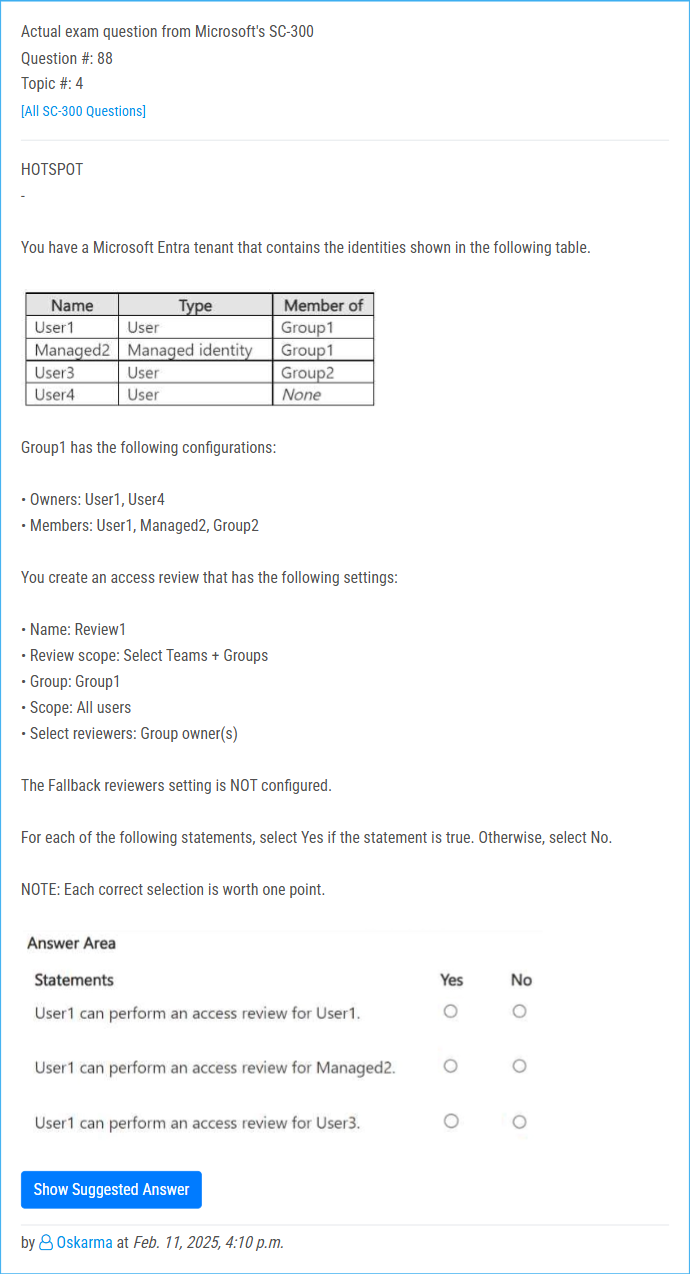 Actual exam question from Microsoft's SC-300
Question #: 88
Topic #: 4
[All SC-300 Questions]
HOTSPOT
-
You have a Microsoft Entra tenant that contains the identities shown in the following table.
Name Type Member of
User1 User Group1
Managed2 Managed identity Group1
User3 User Group2
User4 User None
Group1 has the following configurations:
• Owners: User1, User4
• Members: User1, Managed2, Group2
You create an access review that has the following settings:
• Name: Review1
• Review scope: Select Teams + Groups
• Group: Group1
• Scope: All users
• Select reviewers: Group owner(s)
The Fallback reviewers setting is NOT configured.
For each of the following statements, select Yes if the statement is true. Otherwise, select No.
NOTE: Each correct selection is worth one point.
Answer Area
Statements Yes No
User1 can perform an access review for User1.
User1 can perform an access review for Managed2.
User1 can perform an access review for User3.
Show Suggested Answer
by Oskarma at Feb. 11, 2025, 4:10 p.m.